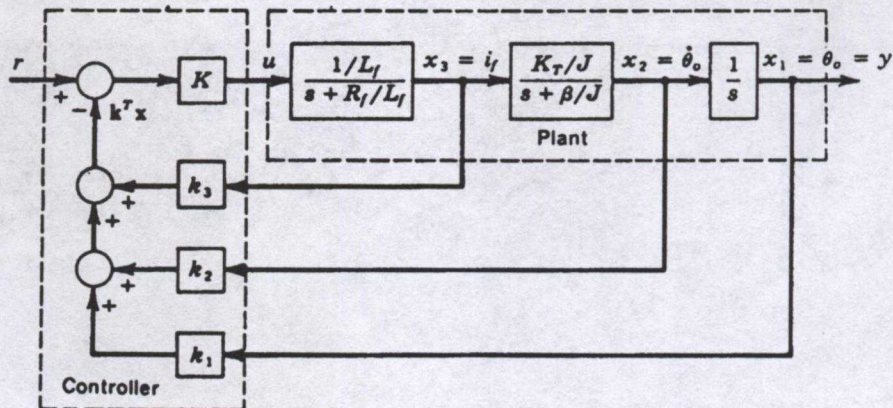 r
+
−
kᵀx
K
u
1/L_f
s + R_f/L_f
x₃ = i_f
K_T/J
s + β/J
x₂ = θ̇ₒ
1
s
x₁ = θₒ = y
Plant
k₃
+
+
k₂
+
+
k₁
Controller